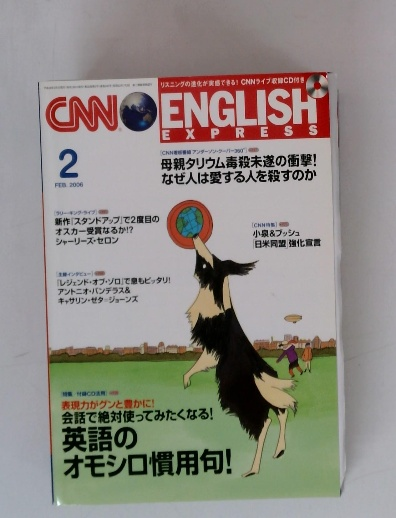 リスニングの進化が実感できる! CNNライブ収録CD付き
CNN ENGLISH
EXPRESS
2
FEB. 2006
[CNN看板番組 アンダーソン・クーパー360°]
母親タリウム毒殺未遂の衝撃!
なぜ人は愛する人を殺すのか
[ラリー・キング・ライブ]
新作『スタンドアップ』で2度目の
オスカー受賞なるか!?
シャーリーズ・セロン
[CNN特集]
小泉&ブッシュ
「日米同盟」強化宣言
[主演インタビュー]
『レジェンド・オブ・ゾロ』で息もピッタリ!
アントニオ・バンデラス&
キャサリン・ゼタ=ジョーンズ
[特集 付録CD活用]
表現力がグンと豊かに!
会話で絶対使ってみたくなる!
英語の
オモシロ慣用句!